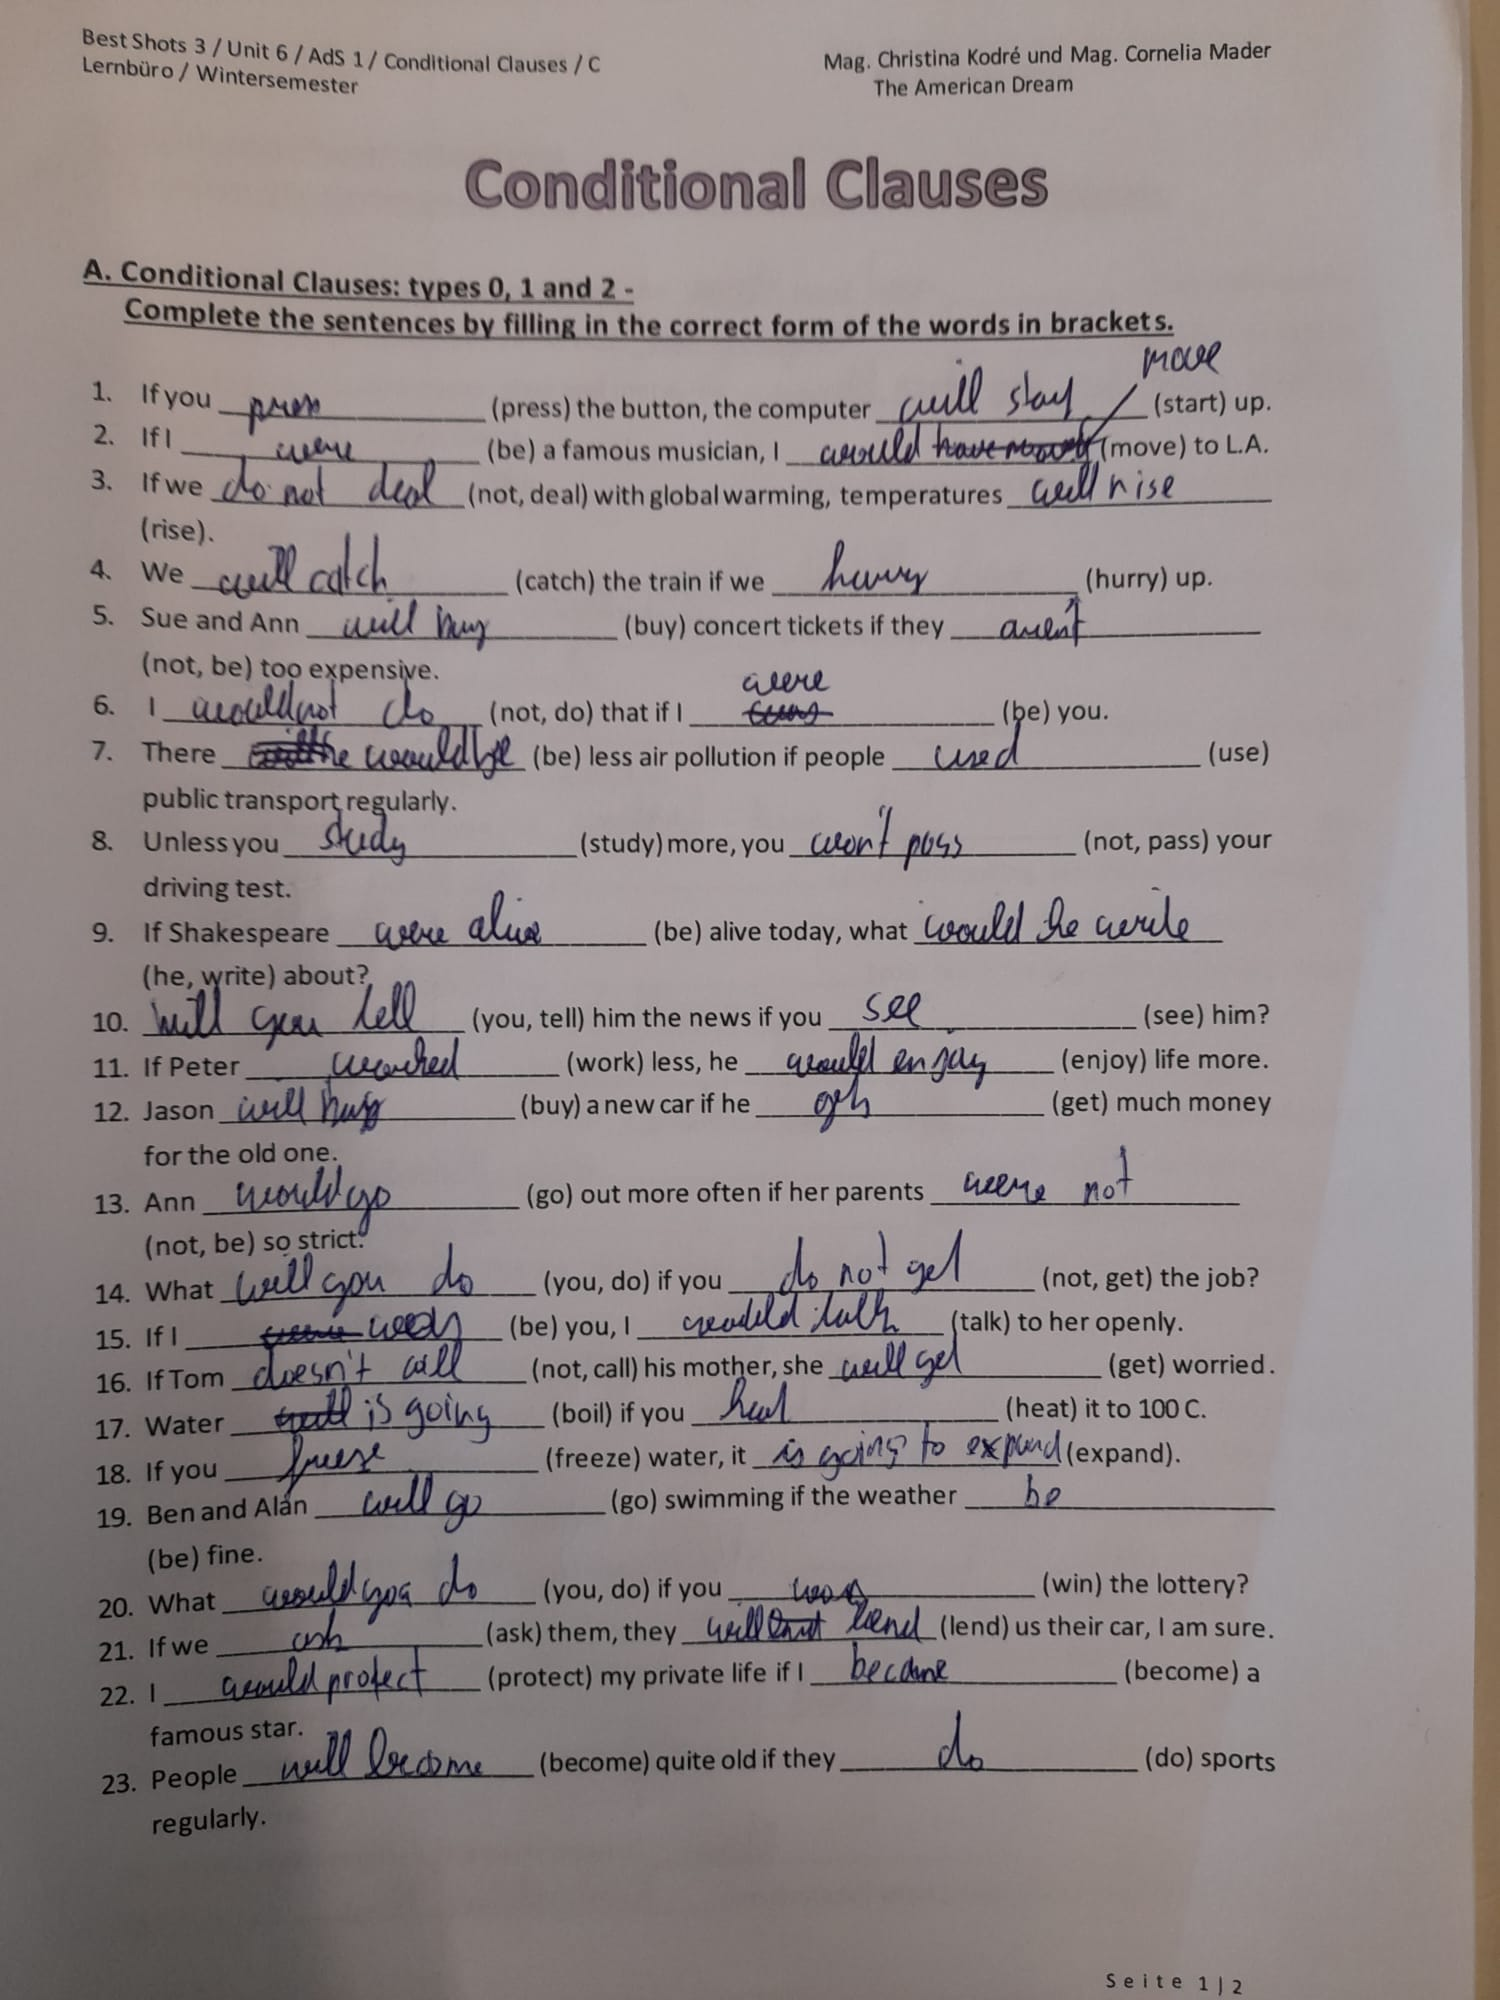 Best Shots 3 / Unit 6 / AdS 1 / Conditional Clauses / C
Lernbüro / Wintersemester
Mag. Christina Kodré und Mag. Cornelia Mader
The American Dream
Conditional Clauses
A. Conditional Clauses: types 0, 1 and 2 -
Complete the sentences by filling in the correct form of the words in brackets.
move
1. If you press (press) the button, the computer will (start) up.
2. If I were (be) a famous musician, I would have (move) to L.A.
3. If we do not deal (not, deal) with global warming, temperatures will rise
(rise).
4. We will catch (catch) the train if we hurry (hurry) up.
5. Sue and Ann will buy (buy) concert tickets if they arent
(not, be) too expensive.
were
6. I would not do (not, do) that if I was (be) you.
7. There would be (be) less air pollution if people used (use)
public transport regularly.
8. Unless you study (study) more, you won't pass (not, pass) your
driving test.
9. If Shakespeare were alive (be) alive today, what would he write
(he, write) about?
10. Will you tell (you, tell) him the news if you see (see) him?
11. If Peter worked (work) less, he would enjoy (enjoy) life more.
12. Jason will buy (buy) a new car if he (get) much money
for the old one.
13. Ann would go (go) out more often if her parents were not
(not, be) so strict.
14. What will you do (you, do) if you do not get (not, get) the job?
15. If I (be) you, I would talk (talk) to her openly.
16. If Tom doesn't call (not, call) his mother, she will get (get) worried.
17. Water is going (boil) if you heat (heat) it to 100 C.
18. If you freeze (freeze) water, it is going to expand (expand).
19. Ben and Alan will go (go) swimming if the weather be
(be) fine.
20. What would you do (you, do) if you (win) the lottery?
21. If we ask (ask) them, they will lend (lend) us their car, I am sure.
22. I would protect (protect) my private life if I became (become) a
famous star.
23. People will become (become) quite old if they do (do) sports
regularly.
Seite 1 | 2